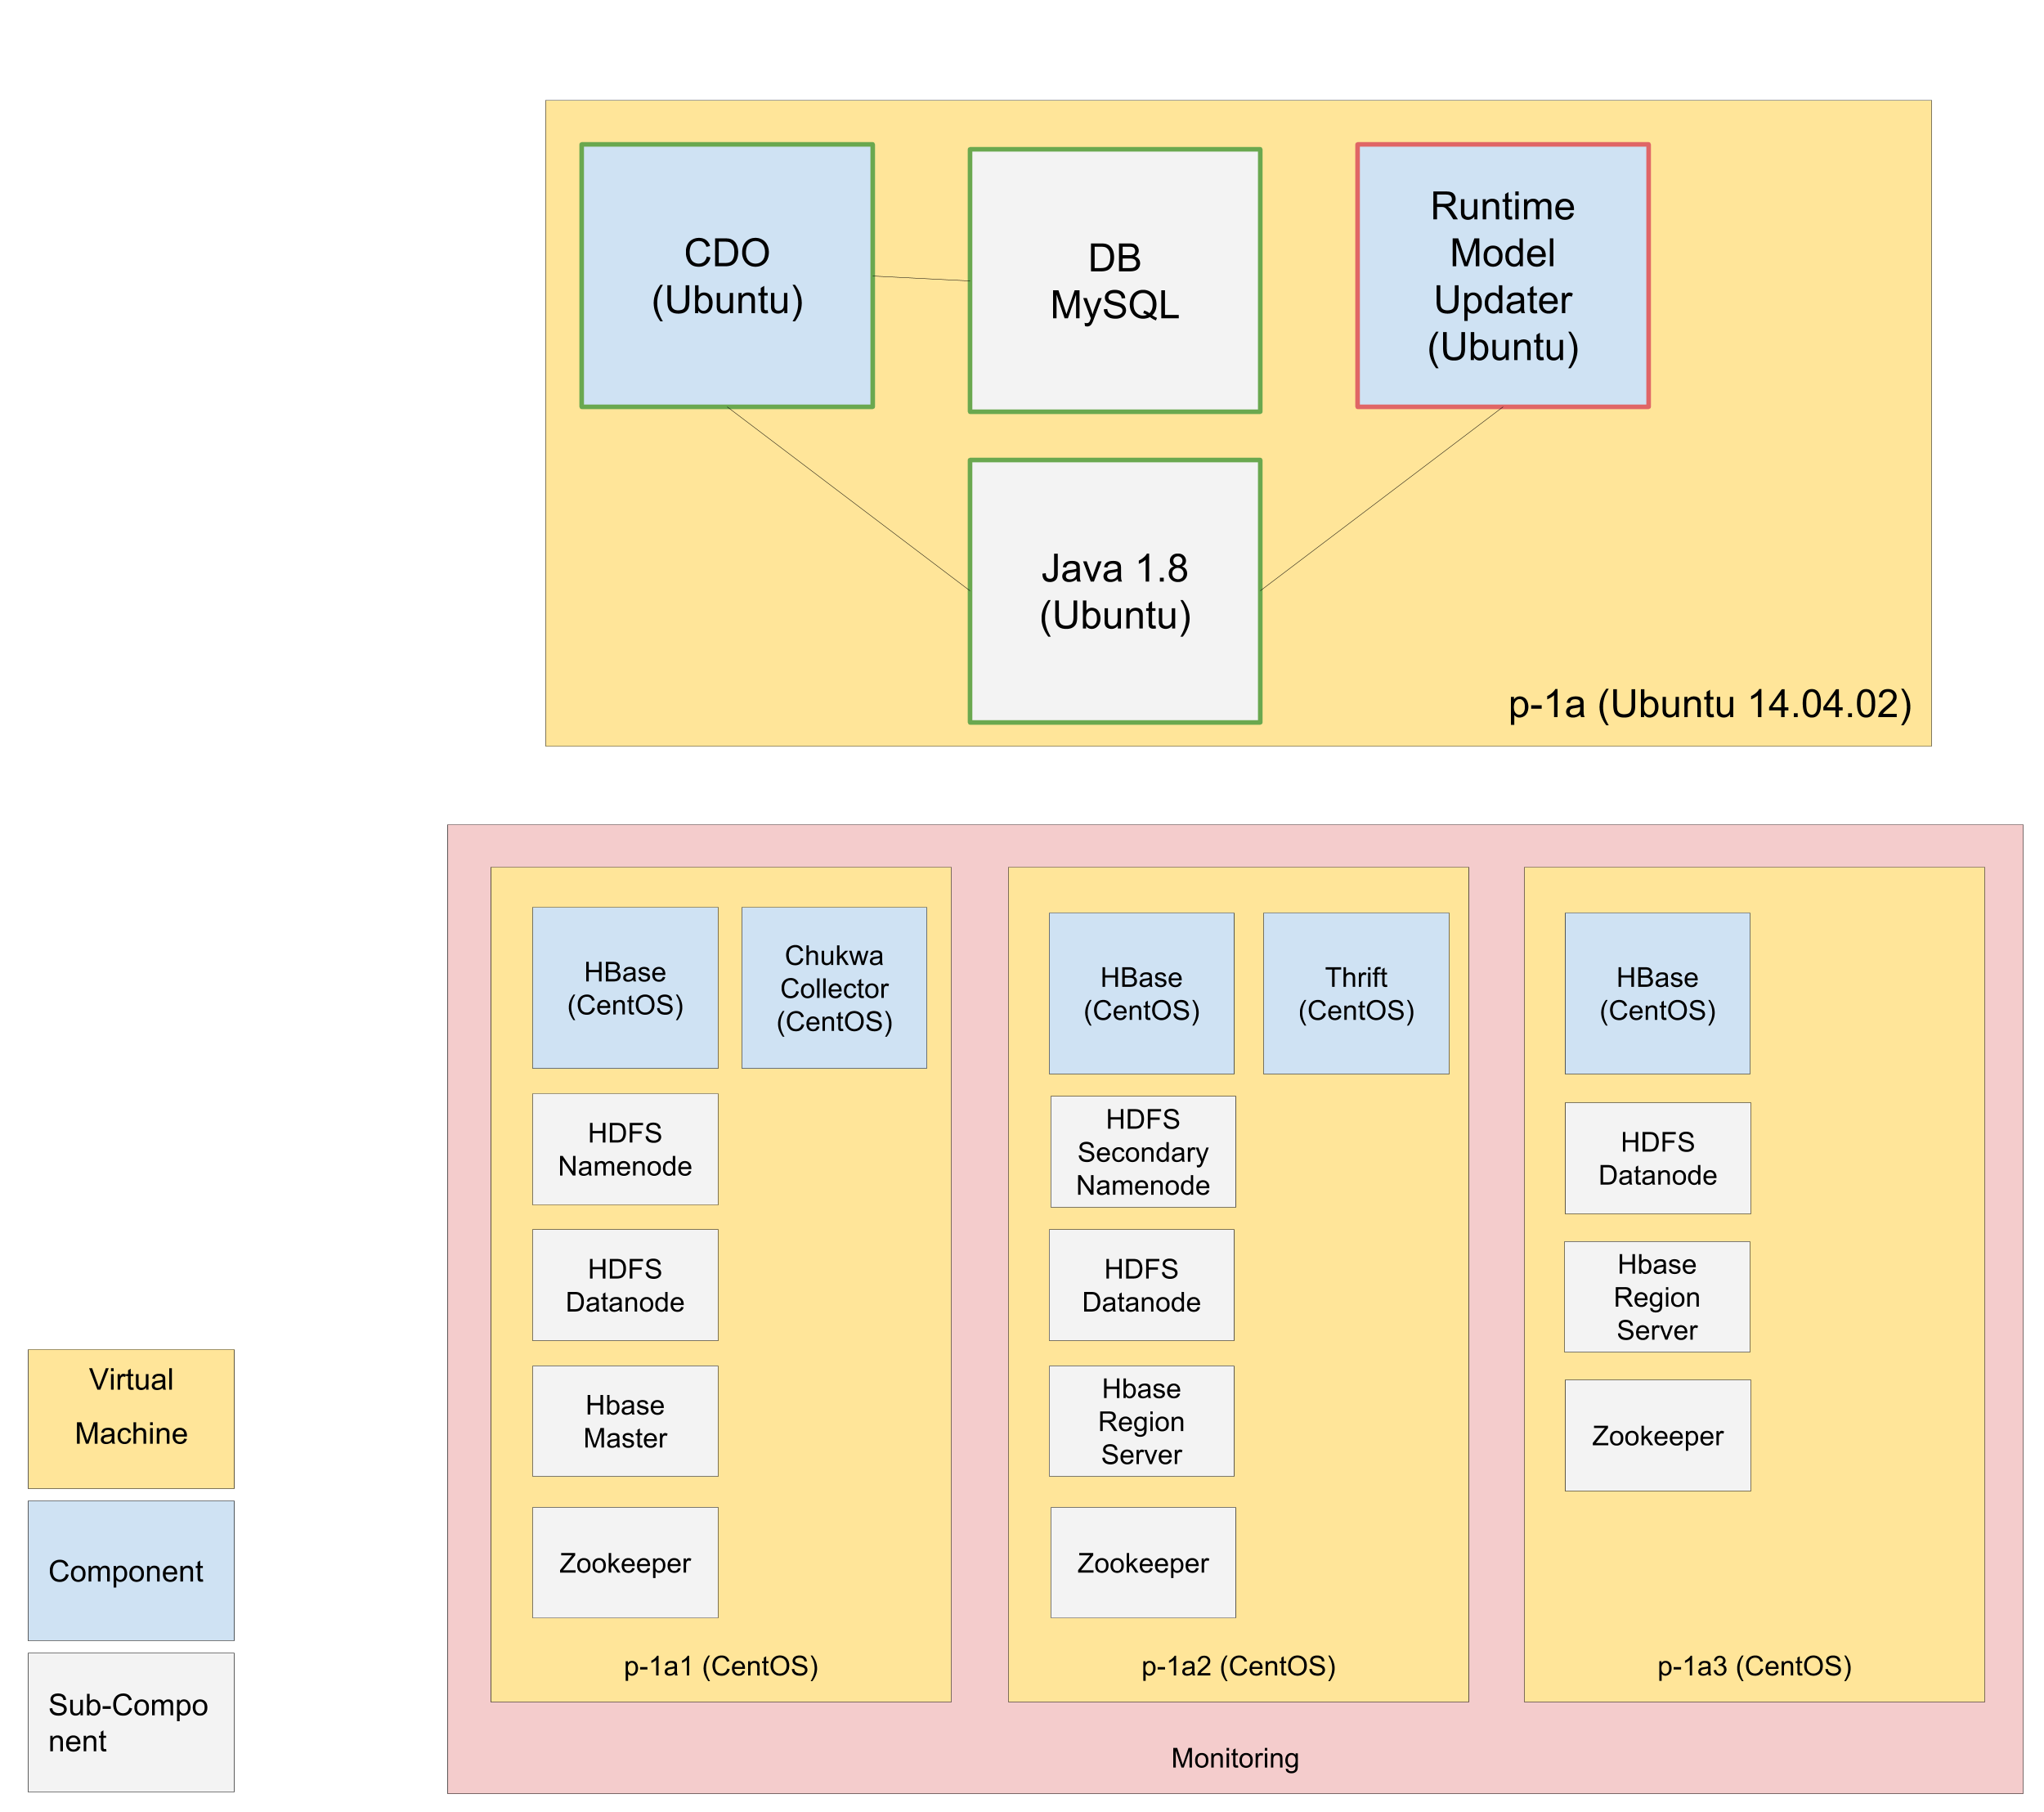 CDO
(Ubuntu)
DB
MySQL
Runtime
Model
Updater
(Ubuntu)
Java 1.8
(Ubuntu)
p-1a (Ubuntu 14.04.02)
HBase
(CentOS)
Chukwa
Collector
(CentOS)
HDFS
Namenode
HDFS
Datanode
Hbase
Master
Zookeeper
p-1a1 (CentOS)
HBase
(CentOS)
Thrift
(CentOS)
HDFS
Secondary
Namenode
HDFS
Datanode
Hbase
Region
Server
Zookeeper
p-1a2 (CentOS)
HBase
(CentOS)
HDFS
Datanode
Hbase
Region
Server
Zookeeper
p-1a3 (CentOS)
Monitoring
Virtual
Machine
Component
Sub-Compo
nent